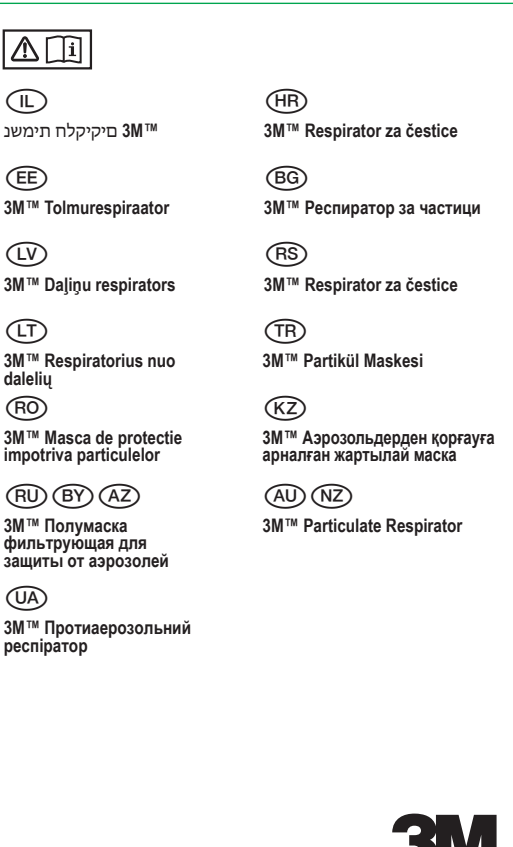 IL
3M™ םיקיקלח תימשנ
EE
3M™ Tolmurespiraator
LV
3M™ Daļiņu respirators
LT
3M™ Respiratorius nuo
dalelių
RO
3M™ Masca de protectie
impotriva particulelor
RU BY AZ
3M™ Полумаска
фильтрующая для
защиты от аэрозолей
UA
3M™ Протиаерозольний
респіратор
HR
3M™ Respirator za čestice
BG
3M™ Респиратор за частици
RS
3M™ Respirator za čestice
TR
3M™ Partikül Maskesi
KZ
3M™ Аэрозольдерден қорғауға
арналған жартылай маска
AU NZ
3M™ Particulate Respirator
3M